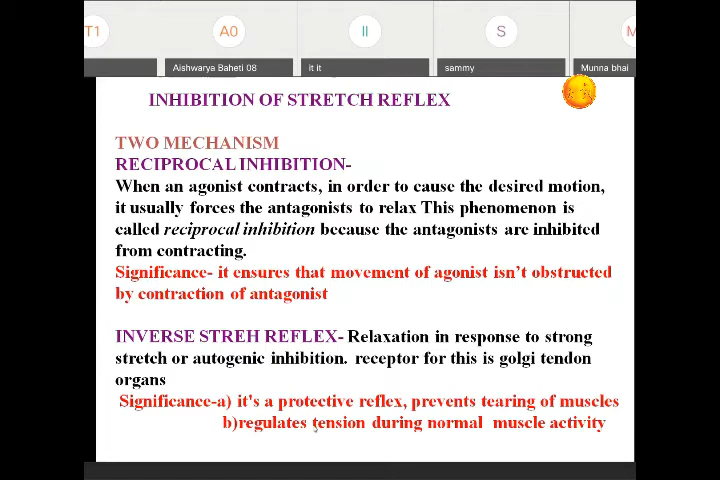 T1 A0 II S M
Aishwarya Baheti 08 It it sammy Munna bhai
INHIBITION OF STRETCH REFLEX
TWO MECHANISM
RECIPROCAL INHIBITION-
When an agonist contracts, in order to cause the desired motion,
it usually forces the antagonists to relax This phenomenon is
called reciprocal inhibition because the antagonists are inhibited
from contracting.
Significance- it ensures that movement of agonist isn't obstructed
by contraction of antagonist
INVERSE STREH REFLEX- Relaxation in response to strong
stretch or autogenic inhibition. receptor for this is golgi tendon
organs
Significance-a) it's a protective reflex, prevents tearing of muscles
b)regulates tension during normal muscle activity